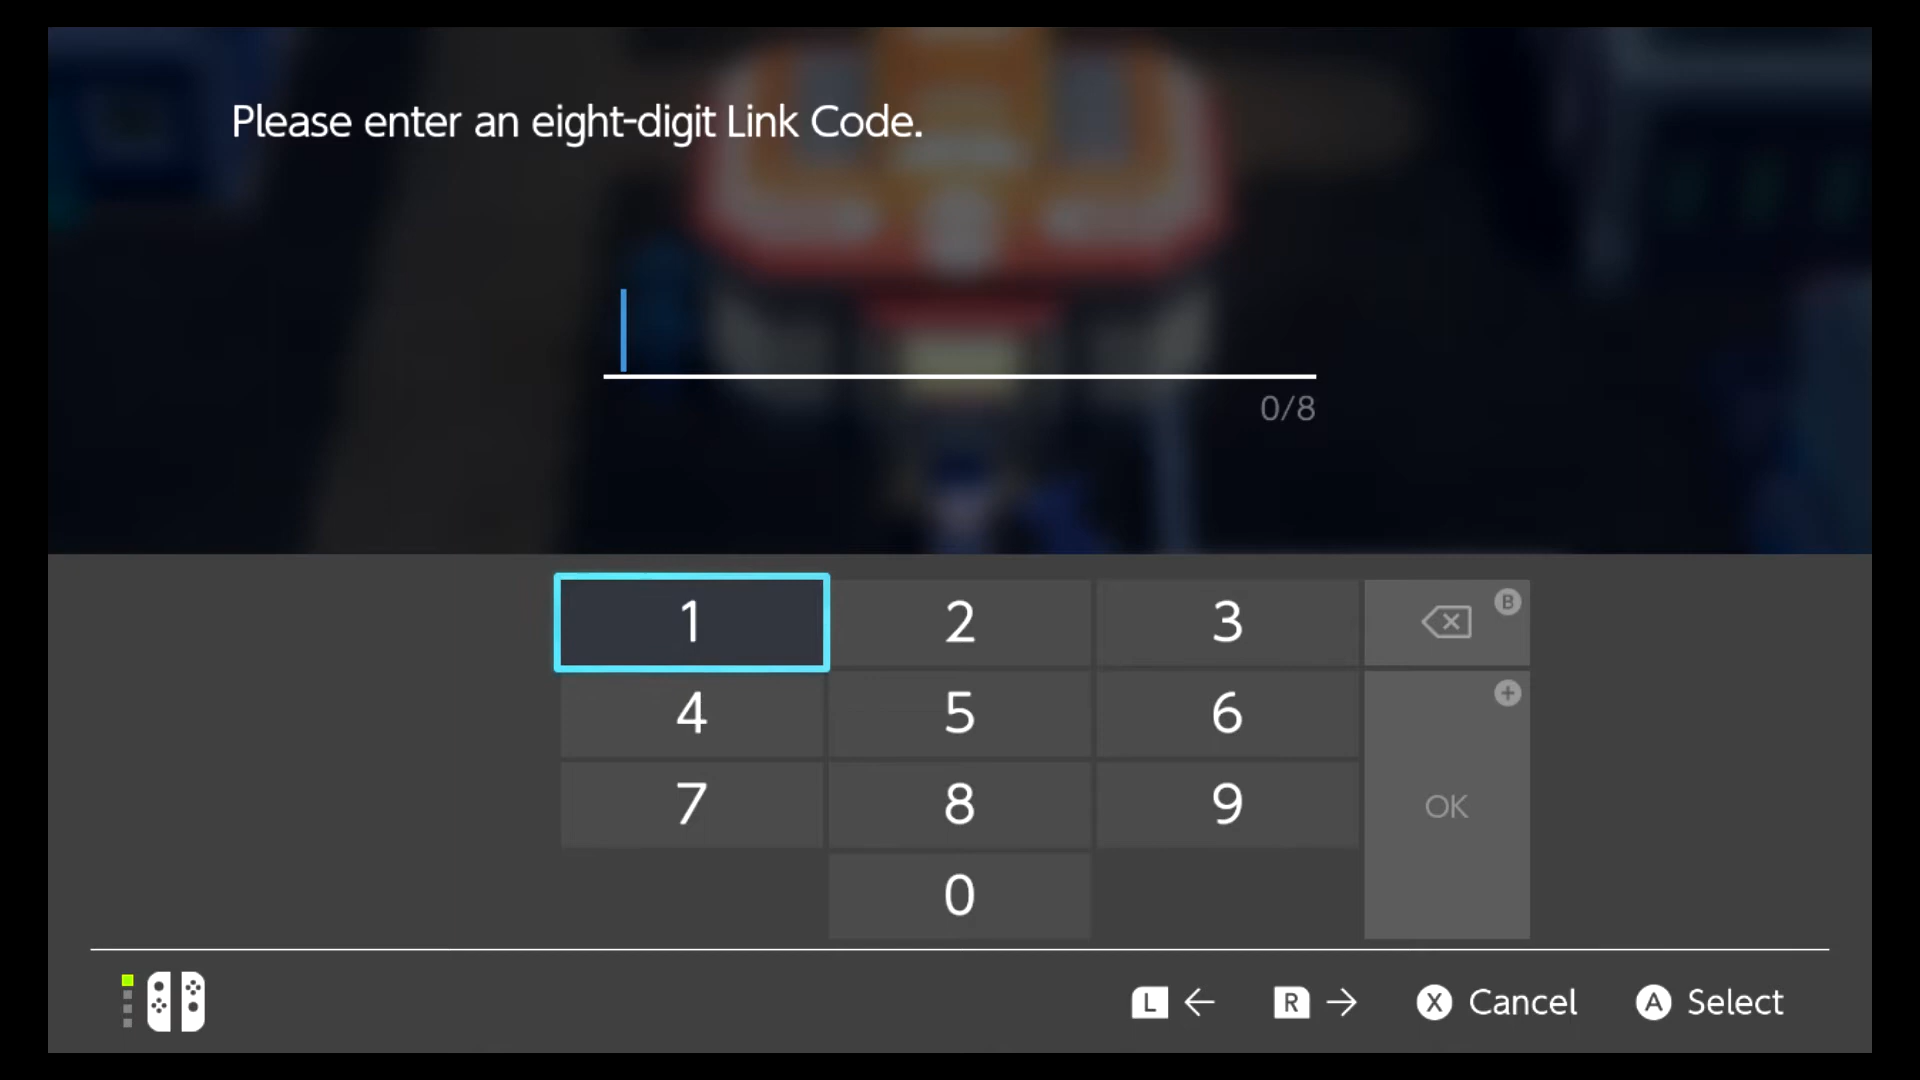 Please enter an eight-digit Link Code.
0/8
1 2 3 B
4 5 6 +
7 8 9 OK
0
L ← R → X Cancel A Select